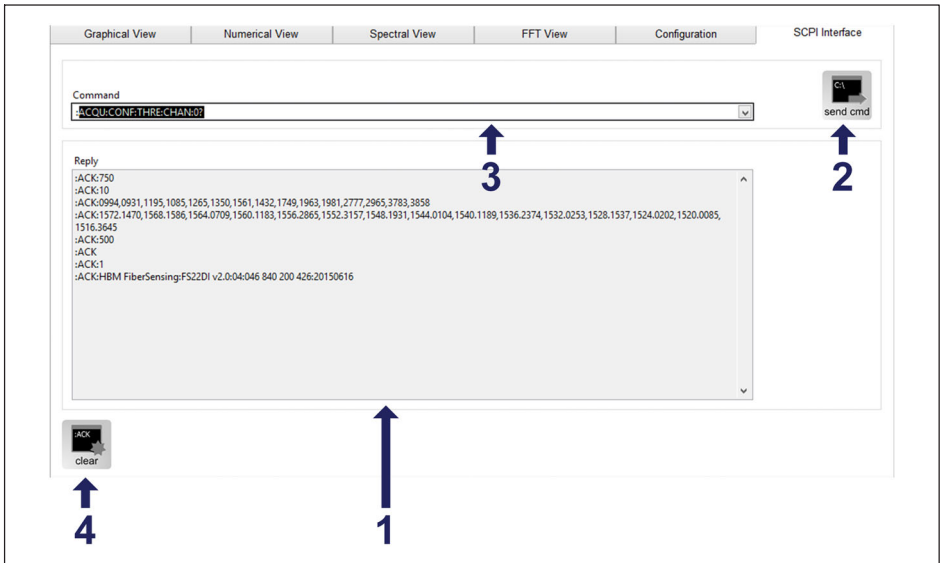 Graphical View Numerical View Spectral View FFT View Configuration SCPI Interface
Command
:ACQU:CONF:THRE:CHAN:0?
C:\
send cmd
3
2
Reply
:ACK:750
:ACK:10
:ACK:0994,0931,1195,1085,1265,1350,1561,1432,1749,1963,1981,2777,2965,3783,3858
:ACK:1572.1470,1568.1586,1564.0709,1560.1183,1556.2865,1552.3157,1548.1931,1544.0104,1540.1189,1536.2374,1532.0253,1528.1537,1524.0202,1520.0085,
1516.3645
:ACK:500
:ACK
:ACK:1
:ACK:HBM FiberSensing:FS22DI v2.0:04:046 840 200 426:20150616
:ACK
clear
4
1